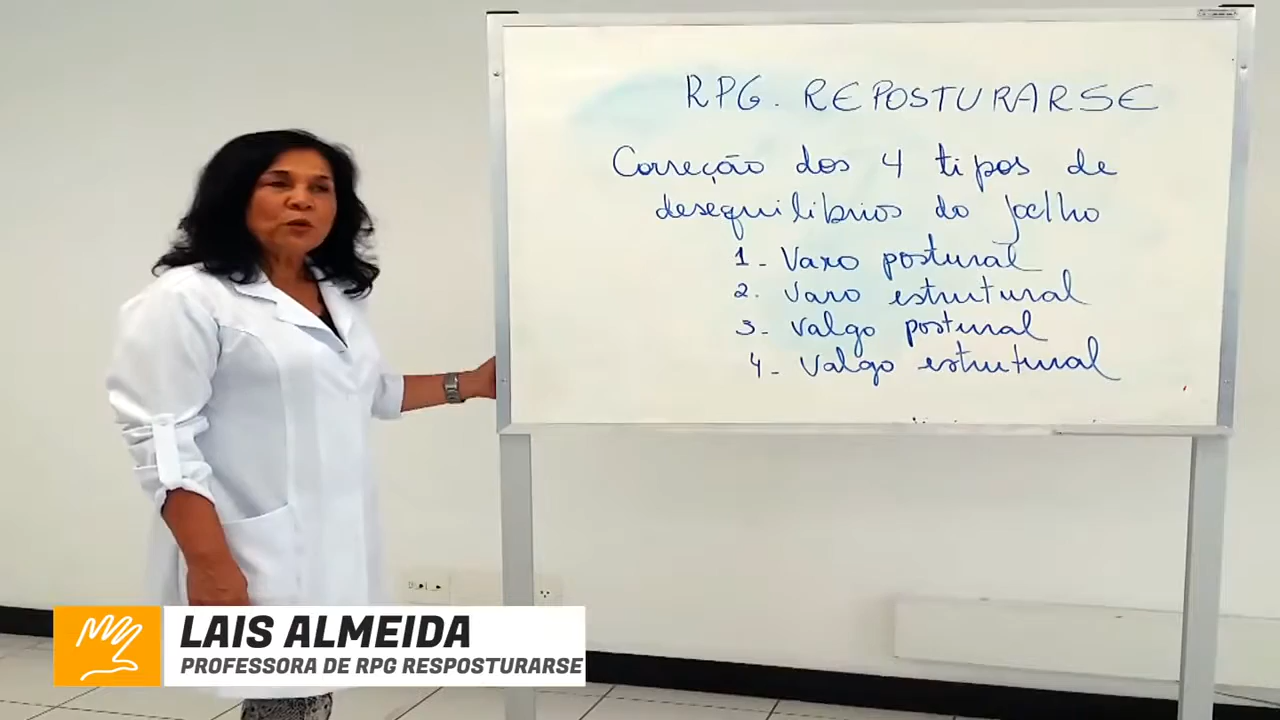 RPG. REPOSTURARSE
Correção dos 4 tipos de
desequilibrios do joelho
1- Varo postural
2. Varo estrutural
3- Valgo postural
4- Valgo estrutural
LAIS ALMEIDA
PROFESSORA DE RPG RESPOSTURARSE